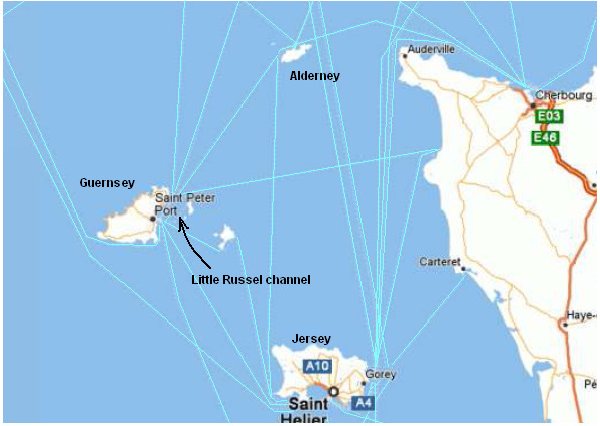 Auderville
Alderney
Cherbourg
E03
E46
Guernsey
Saint Peter
Port
Little Russel channel
Carteret
Haye-
Jersey
A10
Gorey
Pé
A4
Saint
Helier